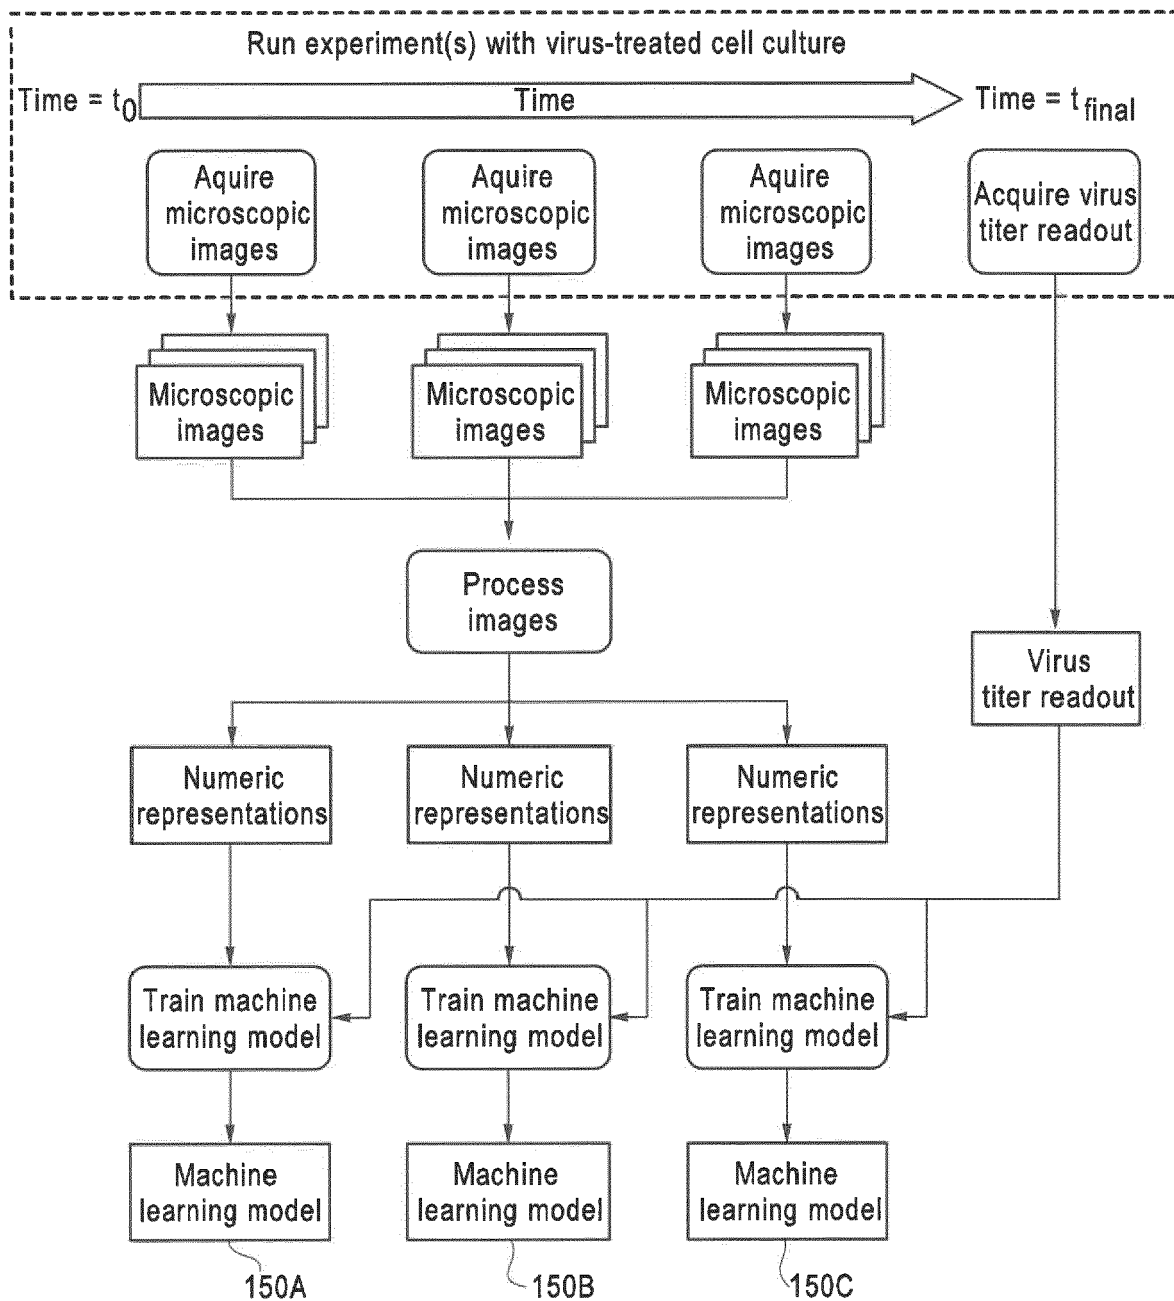 Run experiment(s) with virus-treated cell culture
Time = t0
Time
Time = tfinal
Aquire
microscopic
images
Aquire
microscopic
images
Aquire
microscopic
images
Acquire virus
titer readout
Microscopic
images
Microscopic
images
Microscopic
images
Process
images
Virus
titer readout
Numeric
representations
Numeric
representations
Numeric
representations
Train machine
learning model
Train machine
learning model
Train machine
learning model
Machine
learning model
Machine
learning model
Machine
learning model
150A
150B
150C